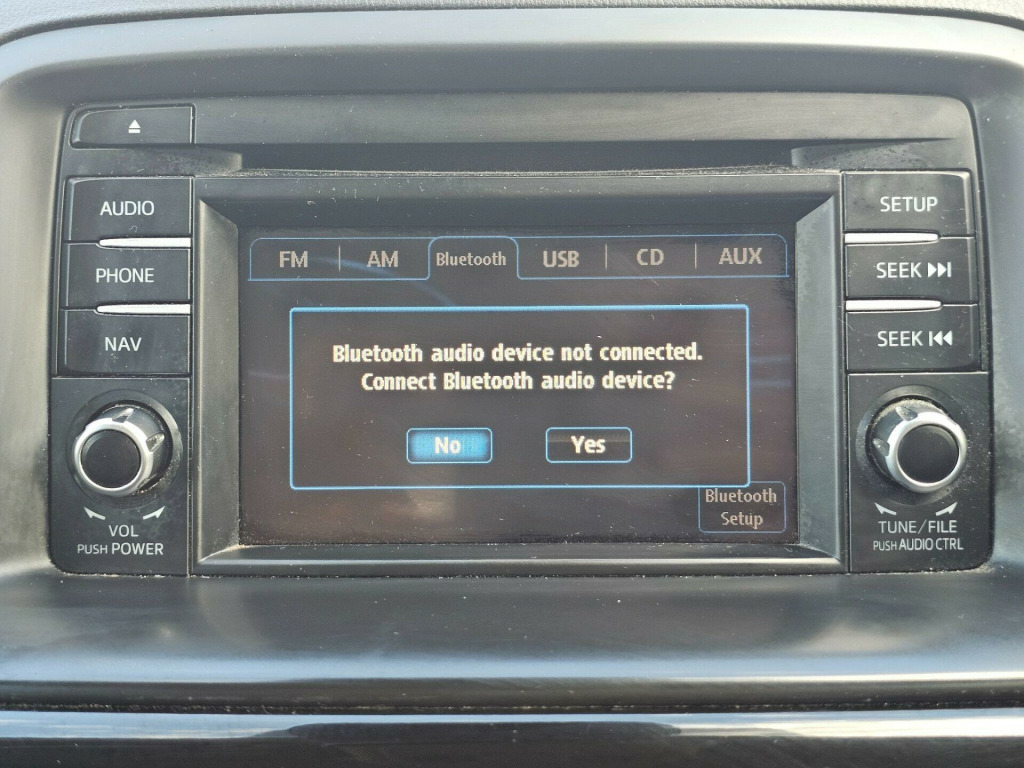 AUDIO
PHONE
NAV
VOL
PUSH POWER
FM AM Bluetooth USB CD AUX
Bluetooth audio device not connected.
Connect Bluetooth audio device?
No Yes
Bluetooth
Setup
SETUP
SEEK
SEEK
TUNE/FILE
PUSH AUDIO CTRL